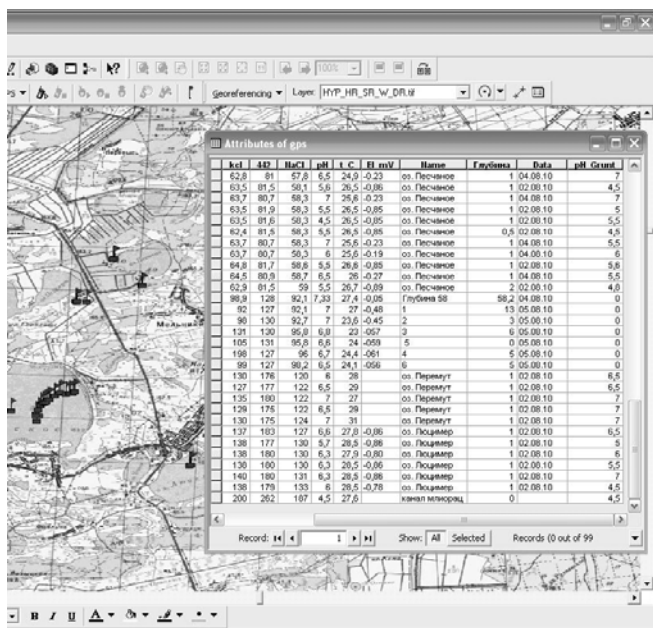 100%
Georeferencing Layer: HYP_HR_SR_W_DR.tif
Attributes of gps
kcl 442 NaCl pH t_C El_mV Name Глубина Data pH_Grunt
62,8 81 57,8 6,5 24,9 -0.23 оз. Песчаное 1 04.08.10 7
63,5 81,5 58,1 5,6 26,5 -0,86 оз. Песчаное 1 02.08.10 4,5
63,7 80,7 58,3 7 25,6 -0.23 оз. Песчаное 1 04.08.10 7
63,5 81,9 58,3 5,5 26,5 -0,85 оз. Песчаное 1 02.08.10 5
63,5 81,6 58,3 4,5 26,5 -0,85 оз. Песчаное 1 02.08.10 5,5
62,4 81,5 58,3 5,5 26,5 -0,85 оз. Песчаное 0,5 02.08.10 4,5
63,7 80,7 58,3 7 25,6 -0.23 оз. Песчаное 1 04.08.10 5,5
63,7 80,7 58,3 6 25,6 -0.19 оз. Песчаное 1 04.08.10 6
64,8 81,7 58,6 5,5 26,6 -0,85 оз. Песчаное 1 02.08.10 5,6
64,5 80,9 58,7 6,5 26 -0.27 оз. Песчаное 1 04.08.10 5,5
62,9 81,5 59 5,5 26,7 -0,89 оз. Песчаное 2 02.08.10 4,8
98,9 128 92,1 7,33 27,4 -0,05 Глубина 58 58,2 04.08.10 0
92 127 92,1 7 27 -0,48 1 13 05.08.10 0
90 130 92,7 7 23,6 -0.45 2 3 05.08.10 0
131 130 95,8 6,8 23 -057 3 6 05.08.10 0
105 131 95,8 6,6 24 -059 5 0 05.08.10 0
198 127 96 6,7 24,4 -061 4 5 05.08.10 0
99 127 98,2 6,5 24,1 -056 6 5 05.08.10 0
130 176 120 6 28 оз. Перемут 1 02.08.10 6,5
127 177 122 6,5 29 оз. Перемут 1 02.08.10 6,5
135 180 122 7 27 оз. Перемут 1 02.08.10 7
129 175 122 6,5 29 оз. Перемут 1 02.08.10 7
130 175 124 7 31 оз. Перемут 1 02.08.10 7
137 183 127 6,6 27,8 -0,86 оз. Люцимер 1 02.08.10 6,5
138 177 130 5,7 28,5 -0,86 оз. Люцимер 1 02.08.10 5
138 180 130 6,3 27,9 -0,80 оз. Люцимер 1 02.08.10 6
138 180 130 6,3 28,5 -0,86 оз. Люцимер 1 02.08.10 5,5
140 180 131 6,3 28,5 -0,86 оз. Люцимер 1 02.08.10 7
138 179 133 6 28,5 -0,78 оз. Люцимер 1 02.08.10 4,5
200 262 187 4,5 27,6 канал млиорац 0 4,5
Record: 1 Show: All Selected Records (0 out of 99
B I U A